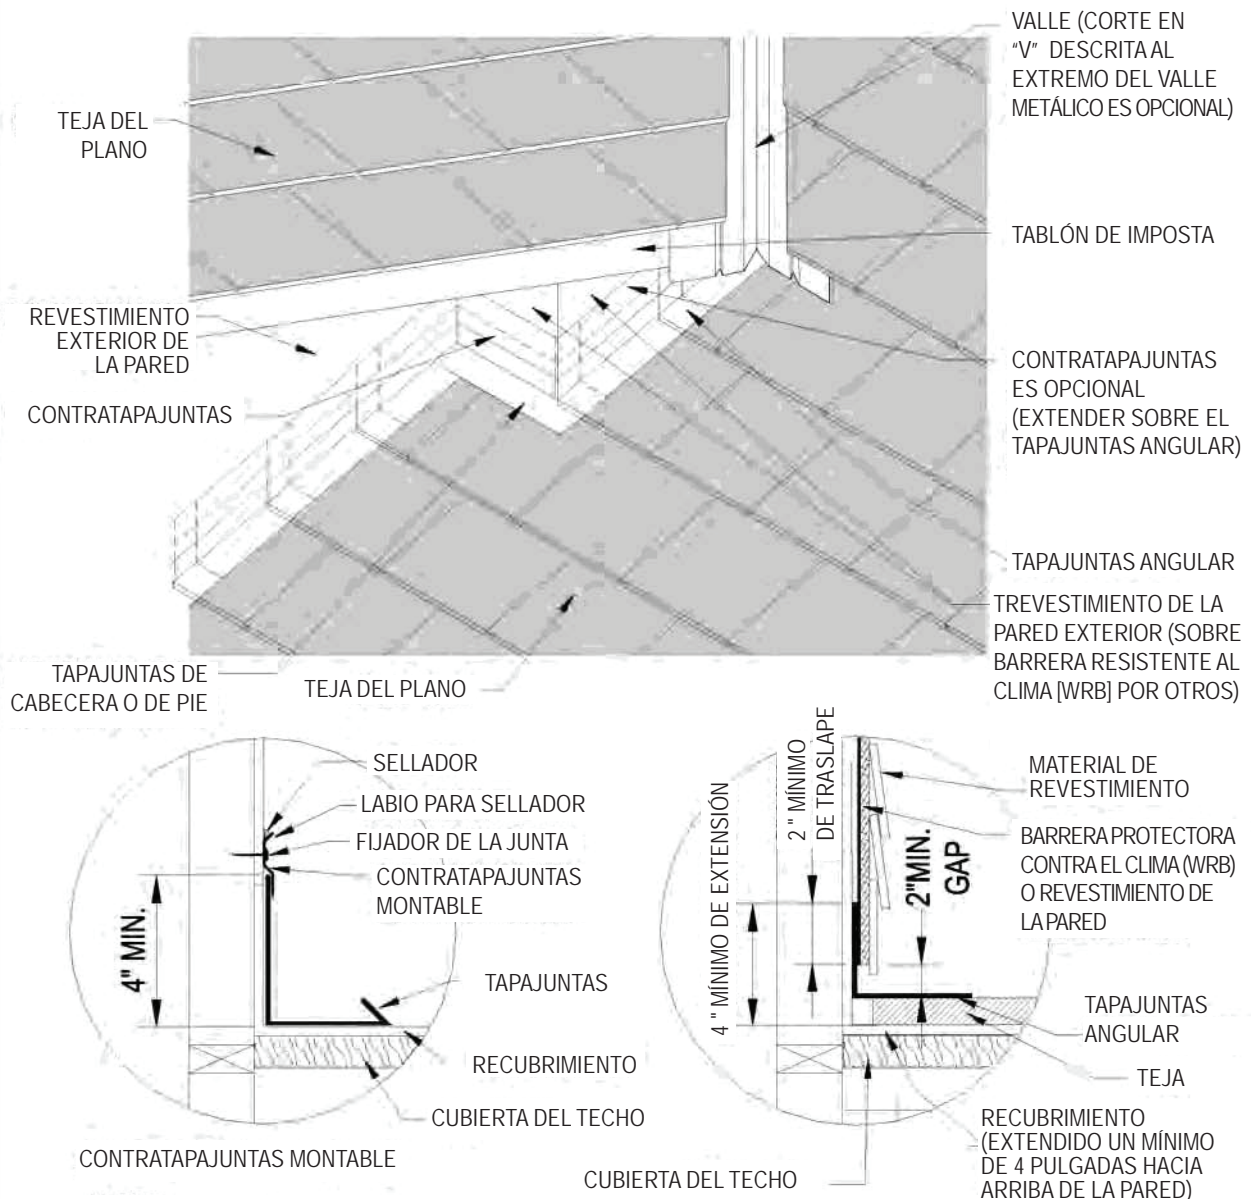 VALLE (CORTE EN
"V" DESCRITA AL
EXTREMO DEL VALLE
METÁLICO ES OPCIONAL)
TEJA DEL
PLANO
TABLÓN DE IMPOSTA
REVESTIMIENTO
EXTERIOR DE
LA PARED
CONTRATAPAJUNTAS
CONTRATAPAJUNTAS
ES OPCIONAL
(EXTENDER SOBRE EL
TAPAJUNTAS ANGULAR)
TAPAJUNTAS ANGULAR
TREVESTIMIENTO DE LA
PARED EXTERIOR (SOBRE
BARRERA RESISTENTE AL
CLIMA [WRB] POR OTROS)
TAPAJUNTAS DE
CABECERA O DE PIE
TEJA DEL PLANO
SELLADOR
LABIO PARA SELLADOR
FIJADOR DE LA JUNTA
CONTRATAPAJUNTAS
MONTABLE
4" MIN.
TAPAJUNTAS
RECUBRIMIENTO
CUBIERTA DEL TECHO
CONTRATAPAJUNTAS MONTABLE
4 " MÍNIMO DE EXTENSIÓN
2 " MÍNIMO
DE TRASLAPE
2"MIN.
GAP
MATERIAL DE
REVESTIMIENTO
BARRERA PROTECTORA
CONTRA EL CLIMA (WRB)
O REVESTIMIENTO DE
LA PARED
TAPAJUNTAS
ANGULAR
TEJA
RECUBRIMIENTO
(EXTENDIDO UN MÍNIMO
DE 4 PULGADAS HACIA
ARRIBA DE LA PARED)
CUBIERTA DEL TECHO